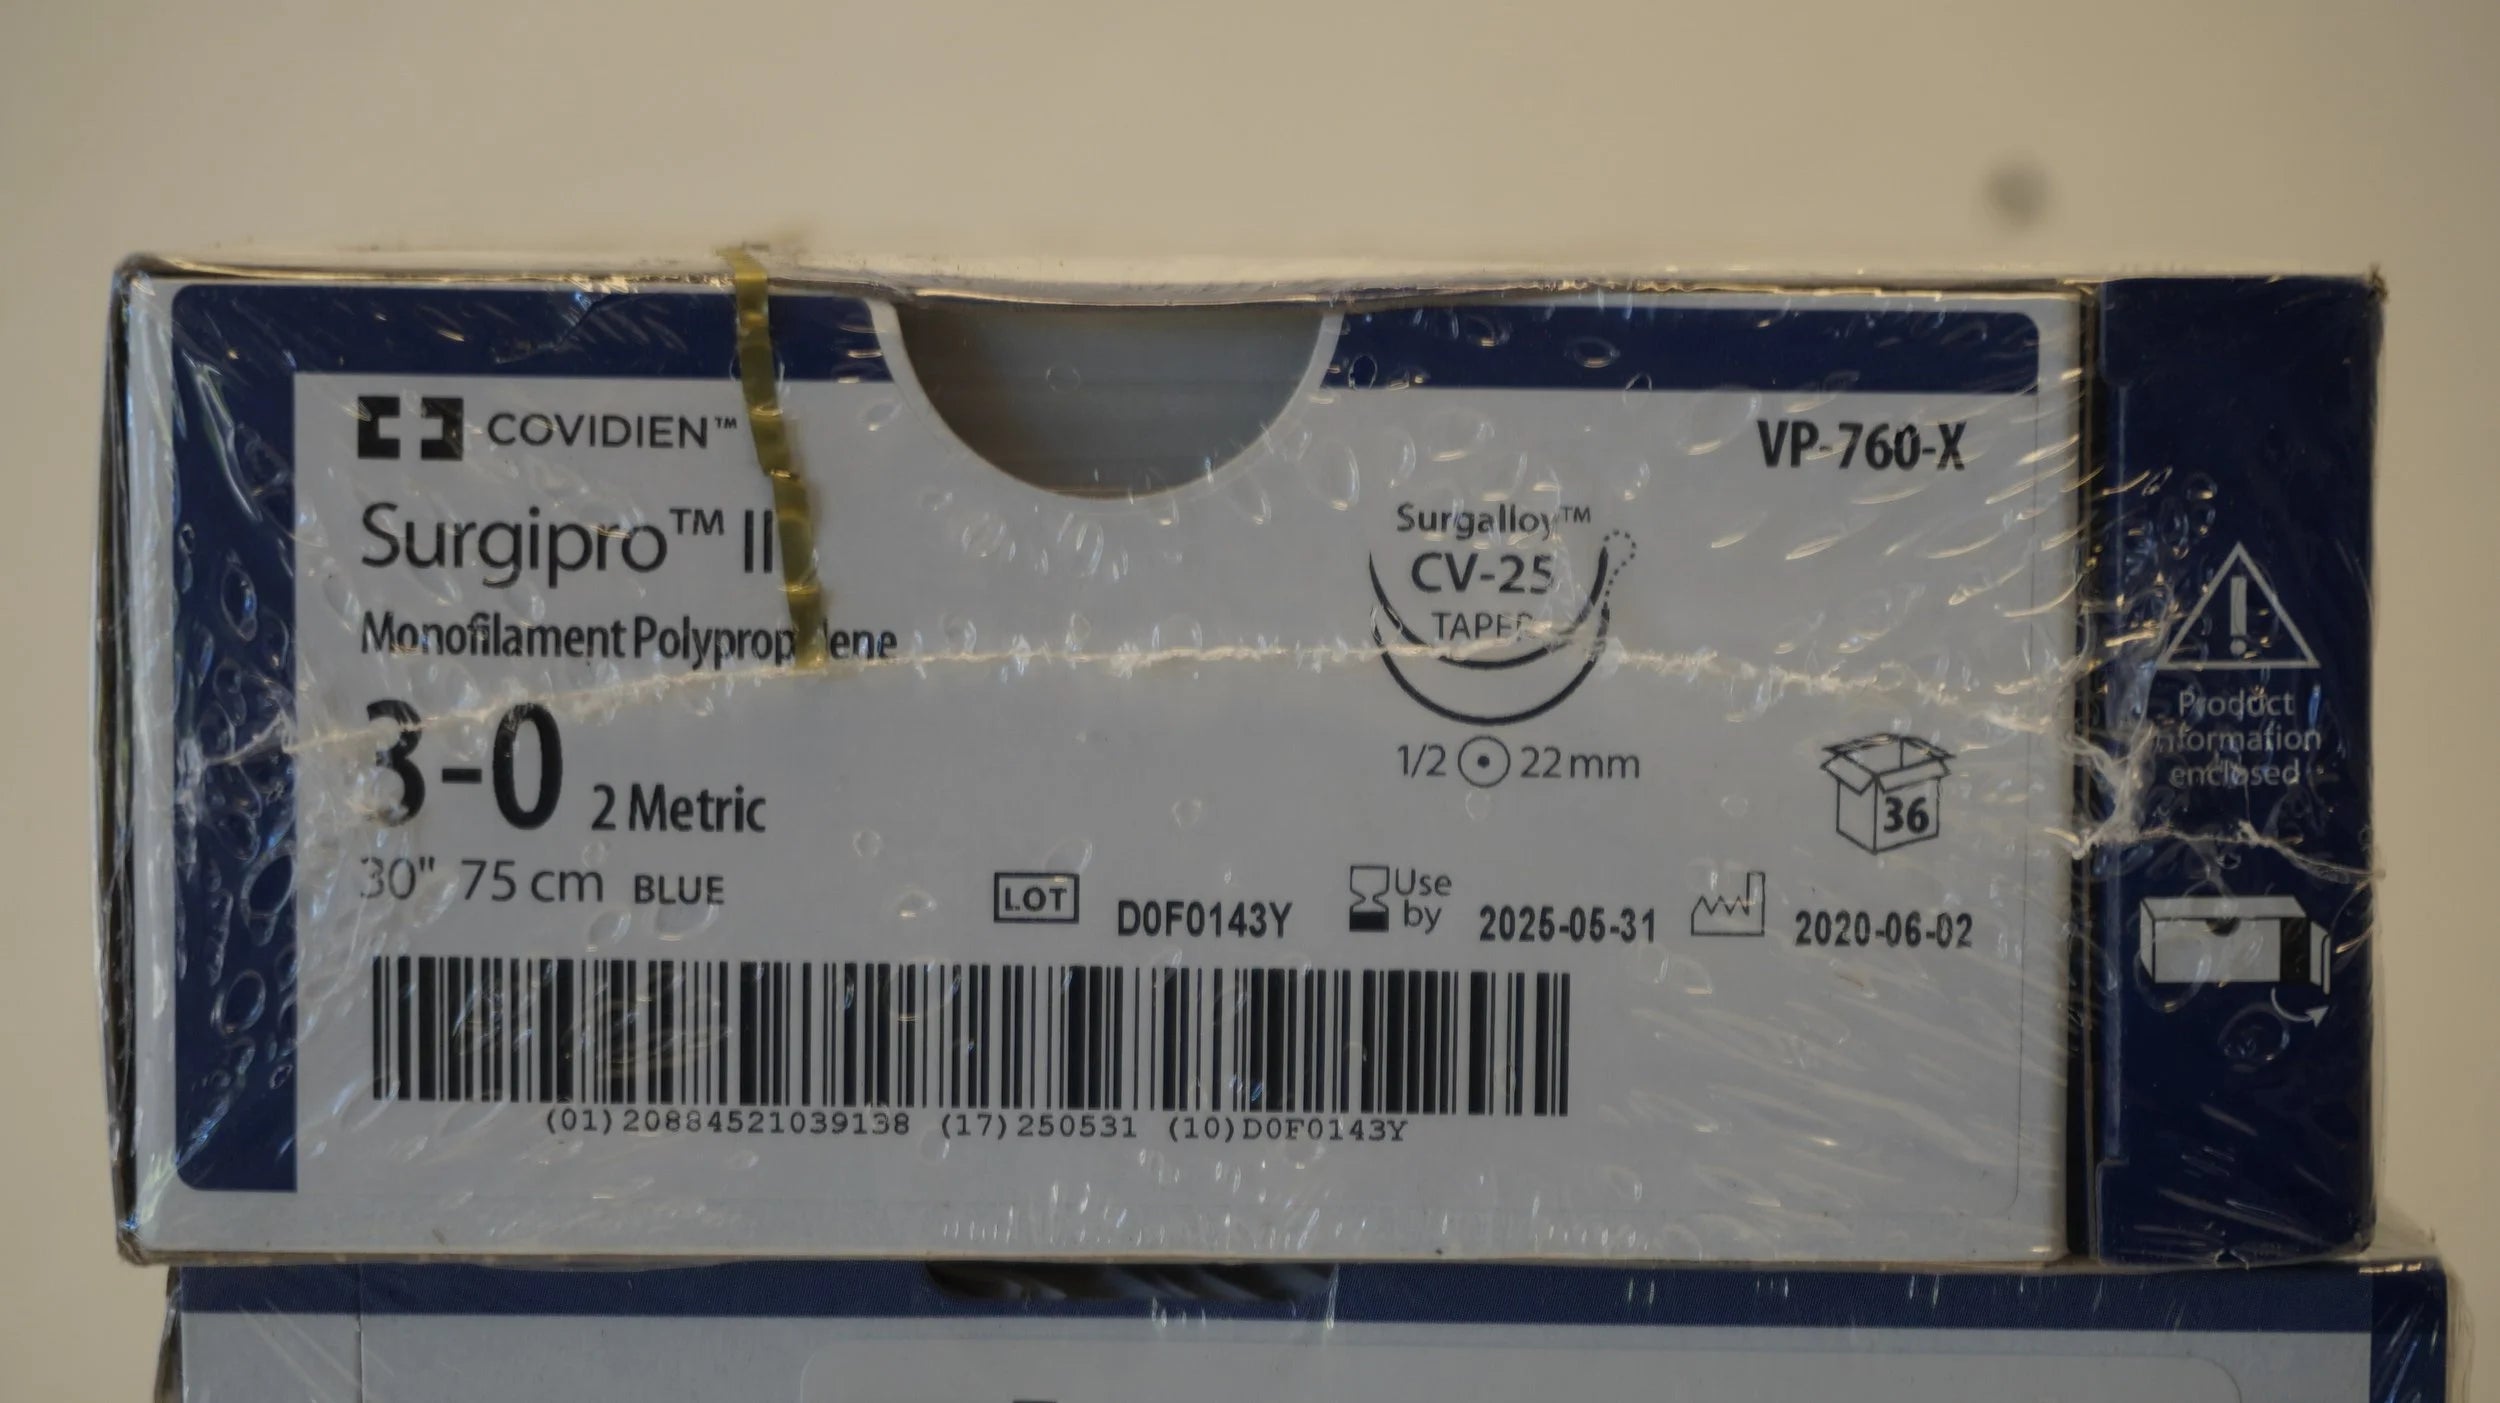 COVIDIEN™
VP-760-X
Surgipro™ II
Monofilament Polypropylene
Surgalloy™
CV-25
TAPER
3-0 2 Metric
1/2 22 mm
36
30" 75 cm BLUE
LOT D0F0143Y
Use by 2025-05-31
2020-06-02
(01)20884521039138 (17)250531 (10)D0F0143Y
Product
information
enclosed